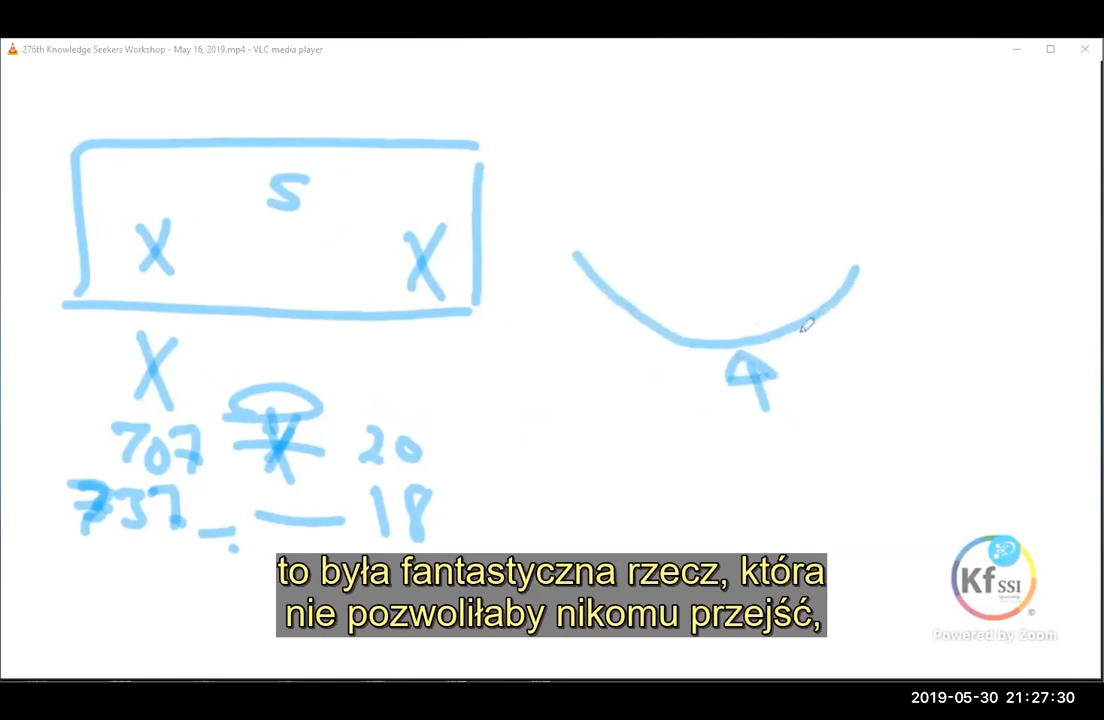 276th Knowledge Seekers Workshop - May 16, 2019.mp4 - VLC media player
S
X X
X
707 X 20
737 18
4
to była fantastyczna rzecz, która
nie pozwoliłaby nikomu przejść,
Kf SSI
Powered by Zoom
2019-05-30 21:27:30